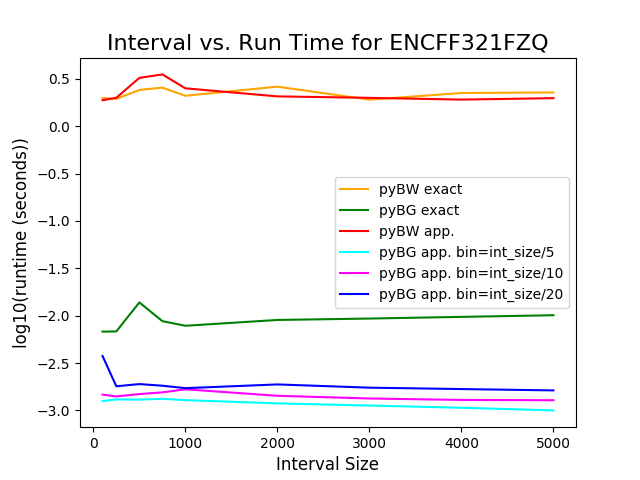 Interval vs. Run Time for ENCFF321FZQ
log10(runtime (seconds))
0.5
0.0
−0.5
−1.0
−1.5
−2.0
−2.5
−3.0
pyBW exact
pyBG exact
pyBW app.
pyBG app. bin=int_size/5
pyBG app. bin=int_size/10
pyBG app. bin=int_size/20
0 1000 2000 3000 4000 5000
Interval Size